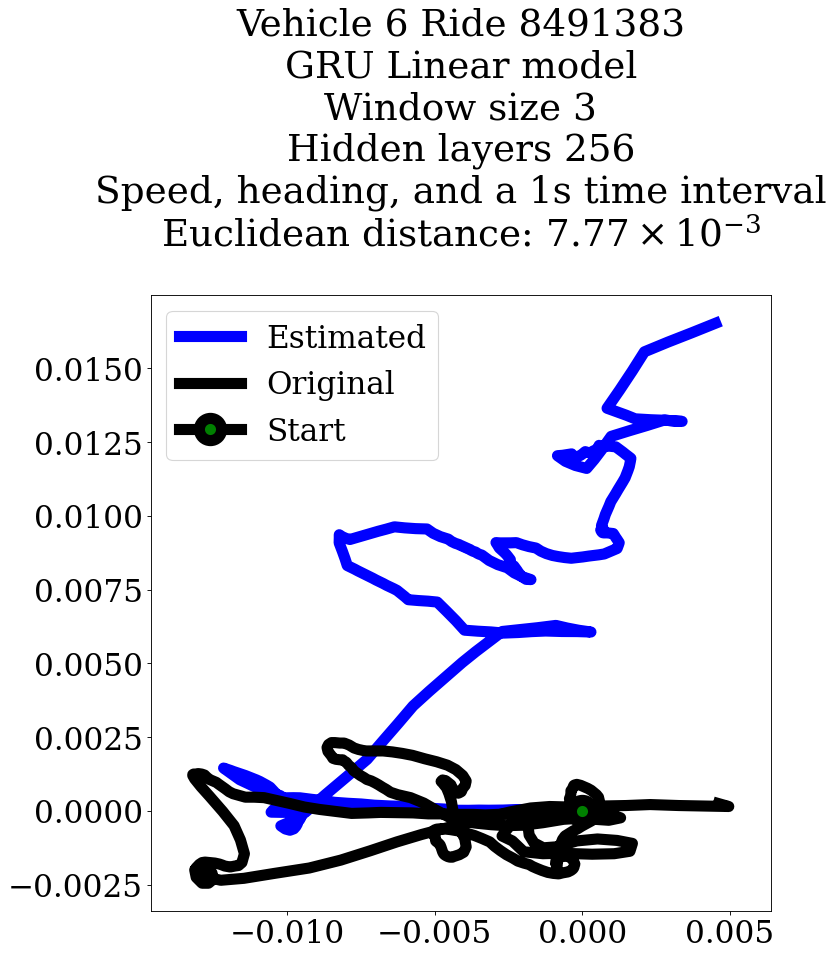 Vehicle 6 Ride 8491383
GRU Linear model
Window size 3
Hidden layers 256
Speed, heading, and a 1s time interval
Euclidean distance: 7.77 × 10⁻³
Estimated
Original
Start
0.0150
0.0125
0.0100
0.0075
0.0050
0.0025
0.0000
−0.0025
−0.010 −0.005 0.000 0.005